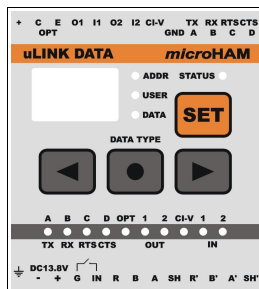 + C E O1 I1 O2 I2 CI-V TX RX RTS CTS
OPT GND A B C D
uLINK DATA microHAM
ADDR STATUS
USER
DATA
SET
DATA TYPE
A B C D OPT 1 2 CI-V 1 2
TX RX RTS CTS OUT IN
DC13.8V
- + G IN R B A SH R' B' A' SH'